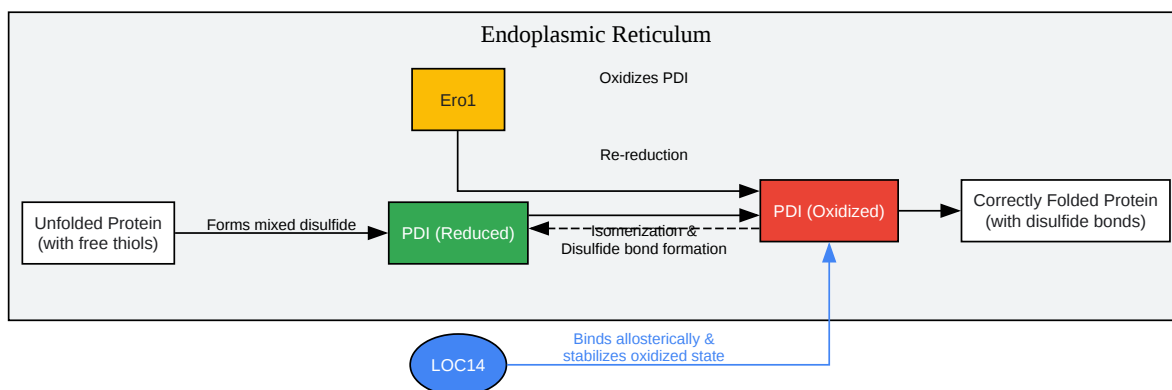 Endoplasmic Reticulum
Oxidizes PDI
Ero1
Re-reduction
Unfolded Protein
(with free thiols)
Forms mixed disulfide
PDI (Reduced)
Isomerization &
Disulfide bond formation
PDI (Oxidized)
Correctly Folded Protein
(with disulfide bonds)
Binds allosterically &
stabilizes oxidized state
LOC14